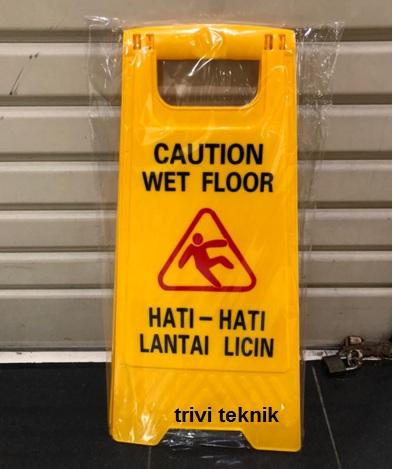 CAUTION
WET FLOOR
HATI-HATI
LANTAI LICIN
trivi teknik